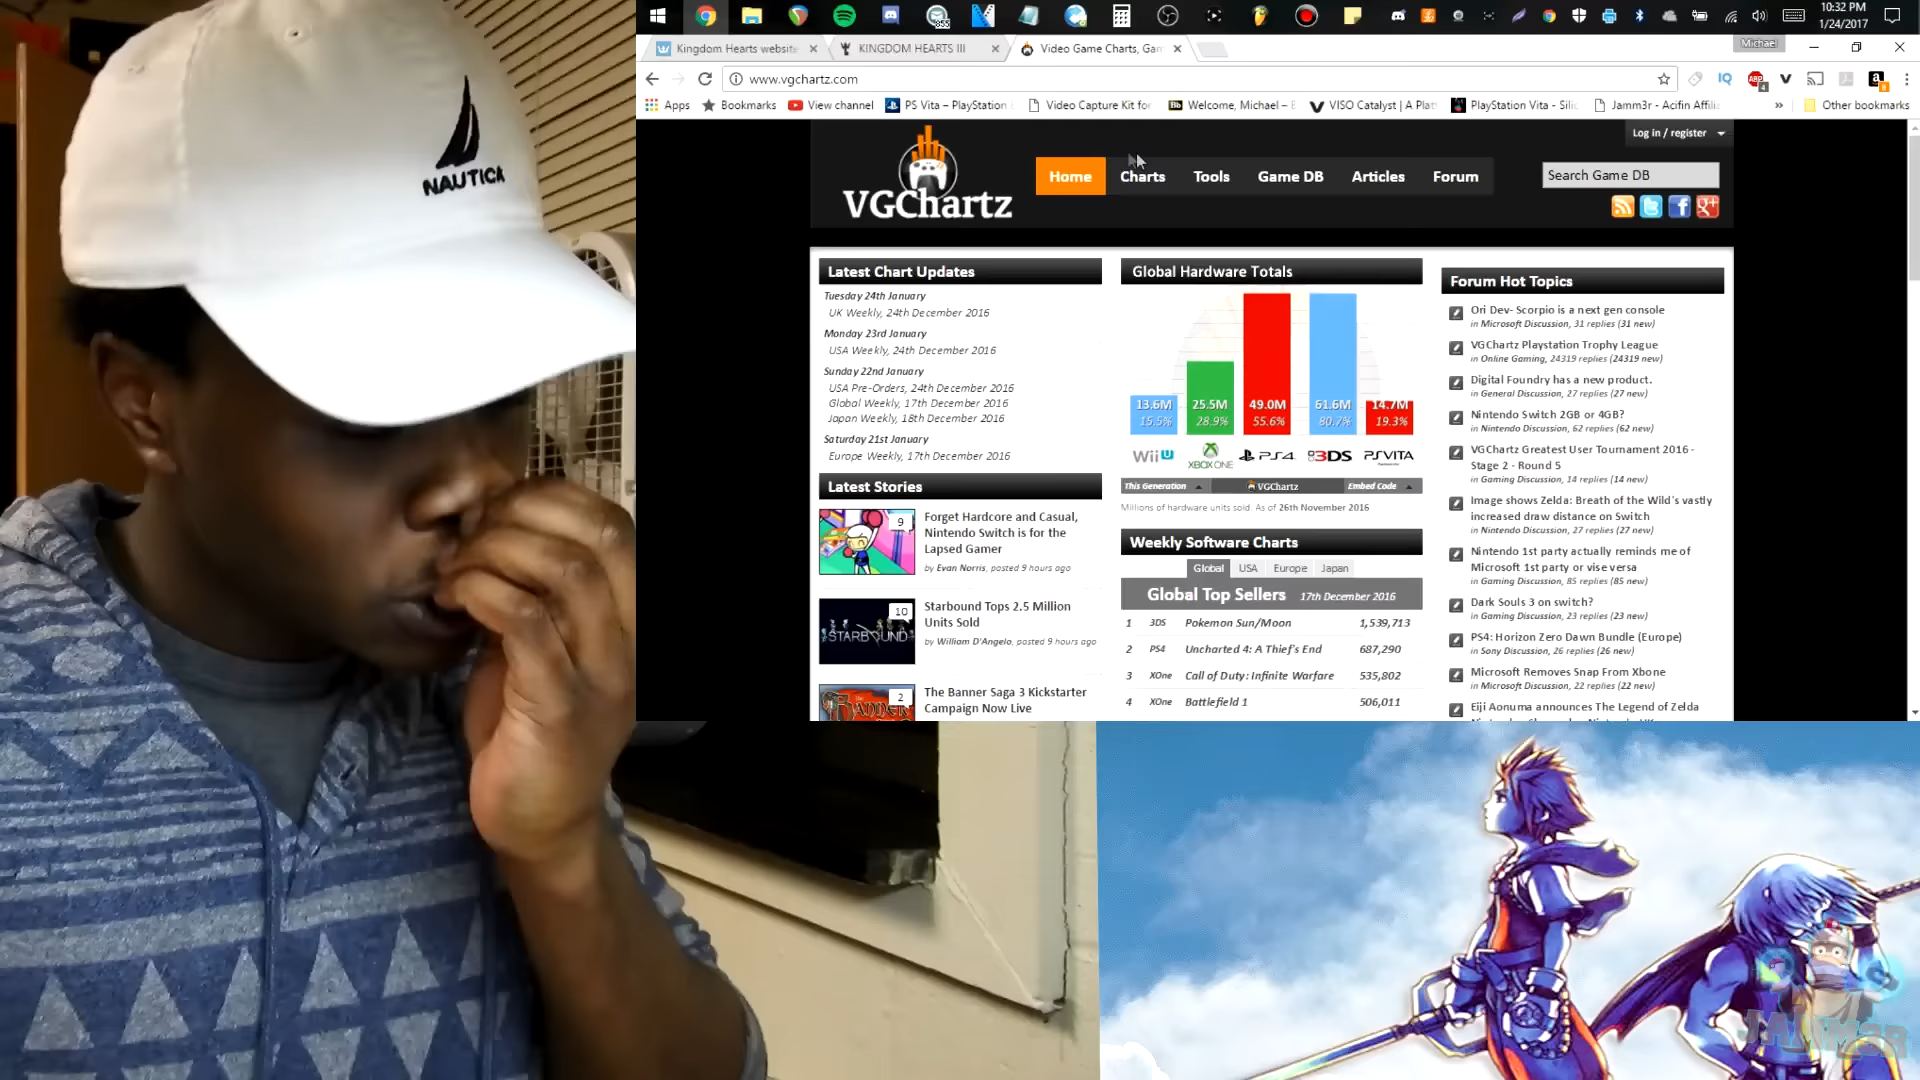 NAUTICA
855
10:32 PM
1/24/2017
Michael
Kingdom Hearts website
KINGDOM HEARTS III
Video Game Charts, Gam
www.vgchartz.com
Apps
Bookmarks
View channel
PS Vita – PlayStation
Video Capture Kit for
Welcome, Michael –
VISO Catalyst | A Plat
PlayStation Vita - Silic
Jamm3r - Acifin Affilia
Other bookmarks
Log in / register
VGChartz
Home
Charts
Tools
Game DB
Articles
Forum
Search Game DB
Latest Chart Updates
Tuesday 24th January
UK Weekly, 24th December 2016
Monday 23rd January
USA Weekly, 24th December 2016
Sunday 22nd January
USA Pre-Orders, 24th December 2016
Global Weekly, 17th December 2016
Japan Weekly, 18th December 2016
Saturday 21st January
Europe Weekly, 17th December 2016
Latest Stories
9
Forget Hardcore and Casual,
Nintendo Switch is for the
Lapsed Gamer
by Evan Norris, posted 9 hours ago
10
STARBOUND
Starbound Tops 2.5 Million
Units Sold
by William D'Angelo, posted 9 hours ago
2
The Banner Saga 3 Kickstarter
Campaign Now Live
Global Hardware Totals
13.6M
15.5%
25.5M
28.9%
49.0M
55.6%
61.6M
80.7%
14.7M
19.3%
Wii U
XBOX ONE
PS4
3DS
PSVITA
This Generation
VGChartz
Embed Code
Millions of hardware units sold. As of 26th November 2016
Weekly Software Charts
Global
USA
Europe
Japan
Global Top Sellers 17th December 2016
1 3DS Pokemon Sun/Moon 1,539,713
2 PS4 Uncharted 4: A Thief's End 687,290
3 XOne Call of Duty: Infinite Warfare 535,802
4 XOne Battlefield 1 506,011
Forum Hot Topics
Ori Dev- Scorpio is a next gen console
in Microsoft Discussion, 31 replies (31 new)
VGChartz Playstation Trophy League
in Online Gaming, 24319 replies (24319 new)
Digital Foundry has a new product.
in General Discussion, 27 replies (27 new)
Nintendo Switch 2GB or 4GB?
in Nintendo Discussion, 62 replies (62 new)
VGChartz Greatest User Tournament 2016 -
Stage 2 - Round 5
in Gaming Discussion, 14 replies (14 new)
Image shows Zelda: Breath of the Wild's vastly
increased draw distance on Switch
in Nintendo Discussion, 27 replies (27 new)
Nintendo 1st party actually reminds me of
Microsoft 1st party or vise versa
in Gaming Discussion, 85 replies (85 new)
Dark Souls 3 on switch?
in Gaming Discussion, 23 replies (23 new)
PS4: Horizon Zero Dawn Bundle (Europe)
in Sony Discussion, 26 replies (26 new)
Microsoft Removes Snap From Xbone
in Microsoft Discussion, 22 replies (22 new)
Eiji Aonuma announces The Legend of Zelda
JAMM3R